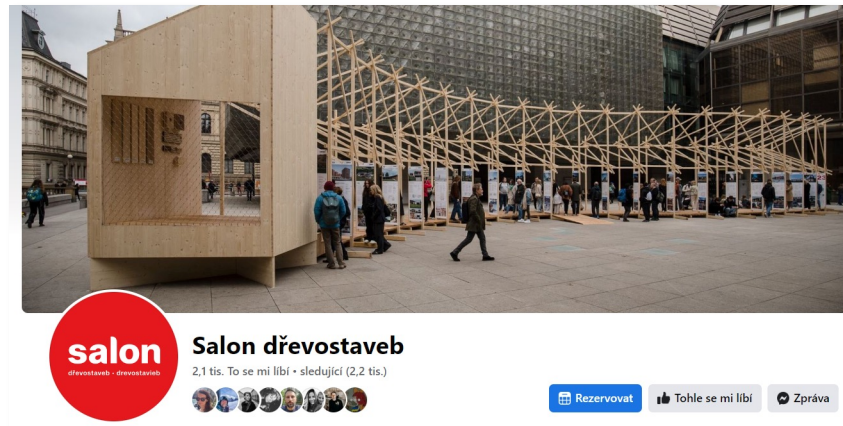 salon
dřevostaveb · drevostavieb
Salon dřevostaveb
2,1 tis. To se mi líbí • sledující (2,2 tis.)
Rezervovat
Tohle se mi líbí
Zpráva